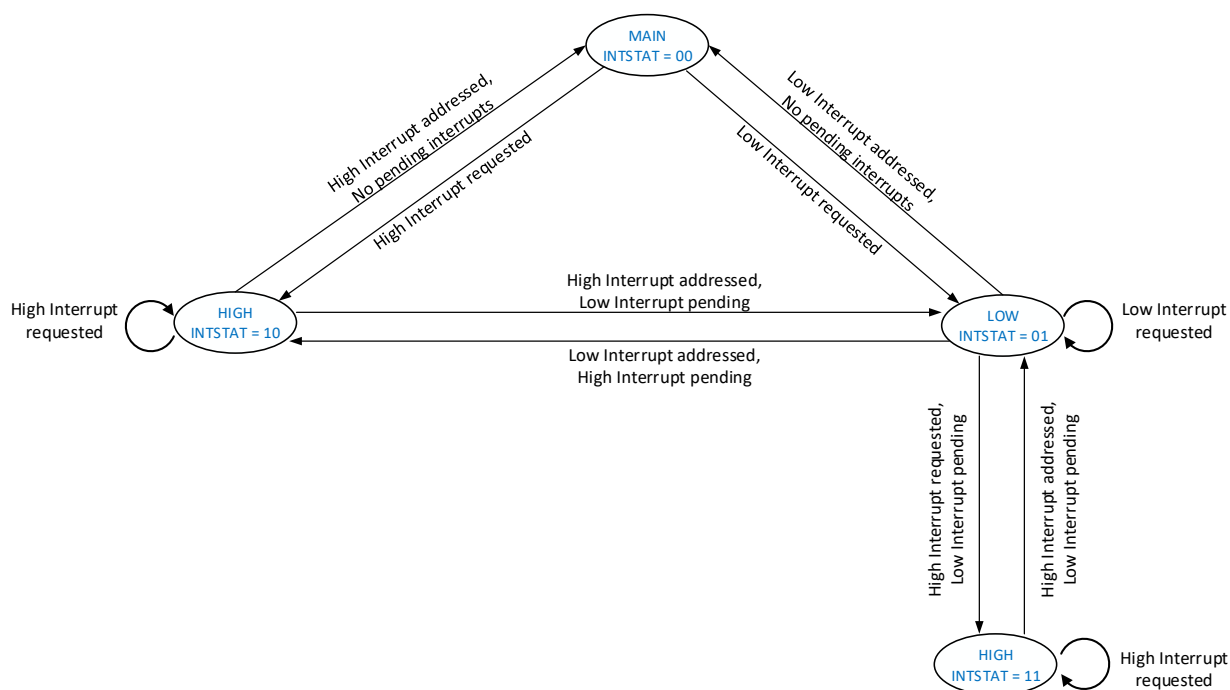 MAIN
INTSTAT = 00
High Interrupt addressed,
No pending interrupts
High Interrupt requested
Low Interrupt requested
Low Interrupt addressed,
No pending interrupts
High Interrupt
requested
HIGH
INTSTAT = 10
High Interrupt addressed,
Low Interrupt pending
Low Interrupt addressed,
High Interrupt pending
LOW
INTSTAT = 01
Low Interrupt
requested
High Interrupt requested,
Low Interrupt pending
High Interrupt addressed,
Low Interrupt pending
HIGH
INTSTAT = 11
High Interrupt
requested